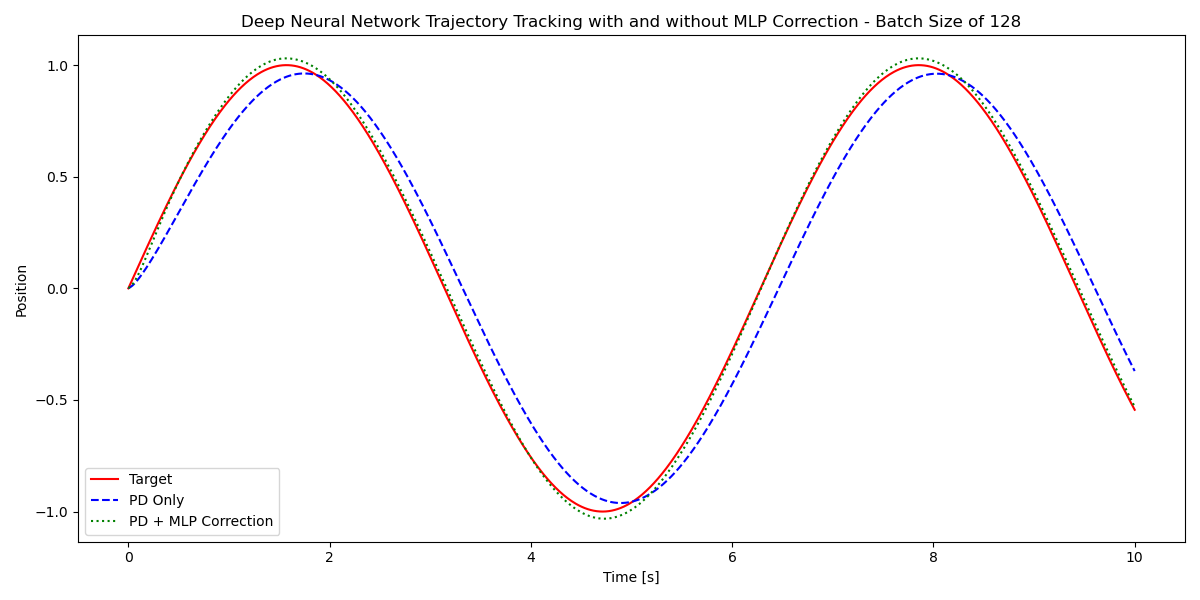 Deep Neural Network Trajectory Tracking with and without MLP Correction - Batch Size of 128
1.0
0.5
0.0
−0.5
−1.0
Position
Target
PD Only
PD + MLP Correction
0 2 4 6 8 10
Time [s]